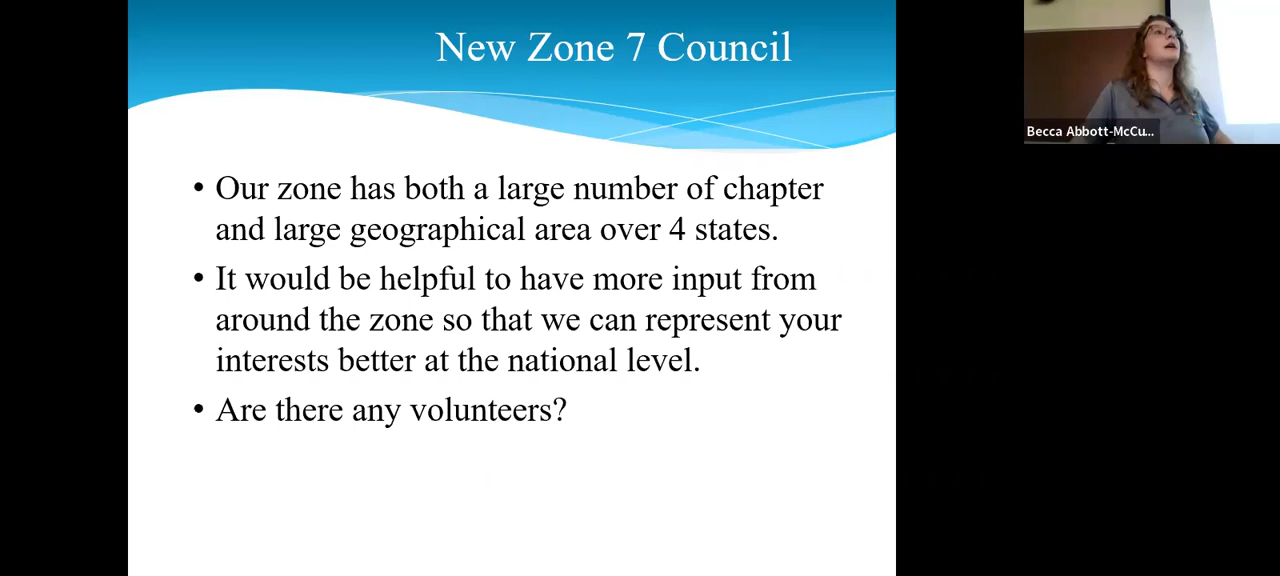 New Zone 7 Council
• Our zone has both a large number of chapter
and large geographical area over 4 states.
• It would be helpful to have more input from
around the zone so that we can represent your
interests better at the national level.
• Are there any volunteers?
Becca Abbott-McCu...